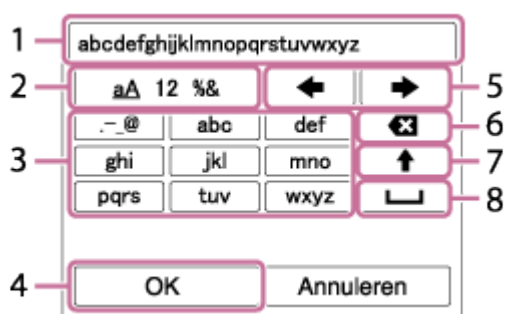 1 abcdefghijklmnopqrstuvwxyz
2 aA 12 %& 5
.-_@ abc def 6
3 ghi jkl mno 7
pqrs tuv wxyz 8
4 OK Annuleren